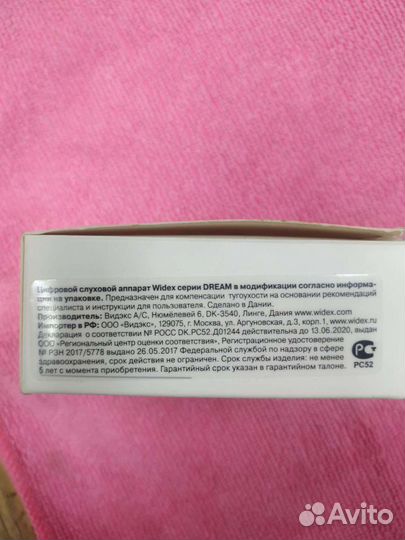 Цифровой слуховой аппарат Widex серии DREAM в модификации согласно информа-
ции на упаковке. Предназначен для компенсации тугоухости на основании рекомендаций
специалиста и инструкции для пользователя. Сделано в Дании.
Производитель: Видэкс А/С, Нюмёллевей 6, DK-3540, Линге, Дания www.widex.com
Импортер в РФ: ООО «Видэкс», 129075, г. Москва, ул. Аргуновская, д.3, корп.1, www.widex.ru
Декларация о соответствии № РОСС DK.PC52 Д01244 действительна до 13.06.2020, выдан
ООО «Региональный центр оценки соответствия», Регистрационное удостоверение
№ РЗН 2017/5778 выдано 26.05.2017 Федеральной службой по надзору в сфере
здравоохранения, срок действия не ограничен. Срок службы изделия: не менее
5 лет с момента приобретения. Гарантийный срок указан в гарантийном талоне.
РС52
Avito